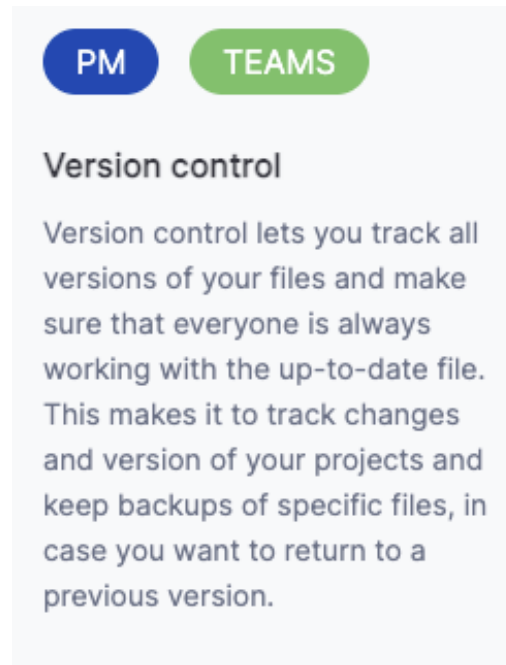 PM TEAMS
Version control
Version control lets you track all
versions of your files and make
sure that everyone is always
working with the up-to-date file.
This makes it to track changes
and version of your projects and
keep backups of specific files, in
case you want to return to a
previous version.